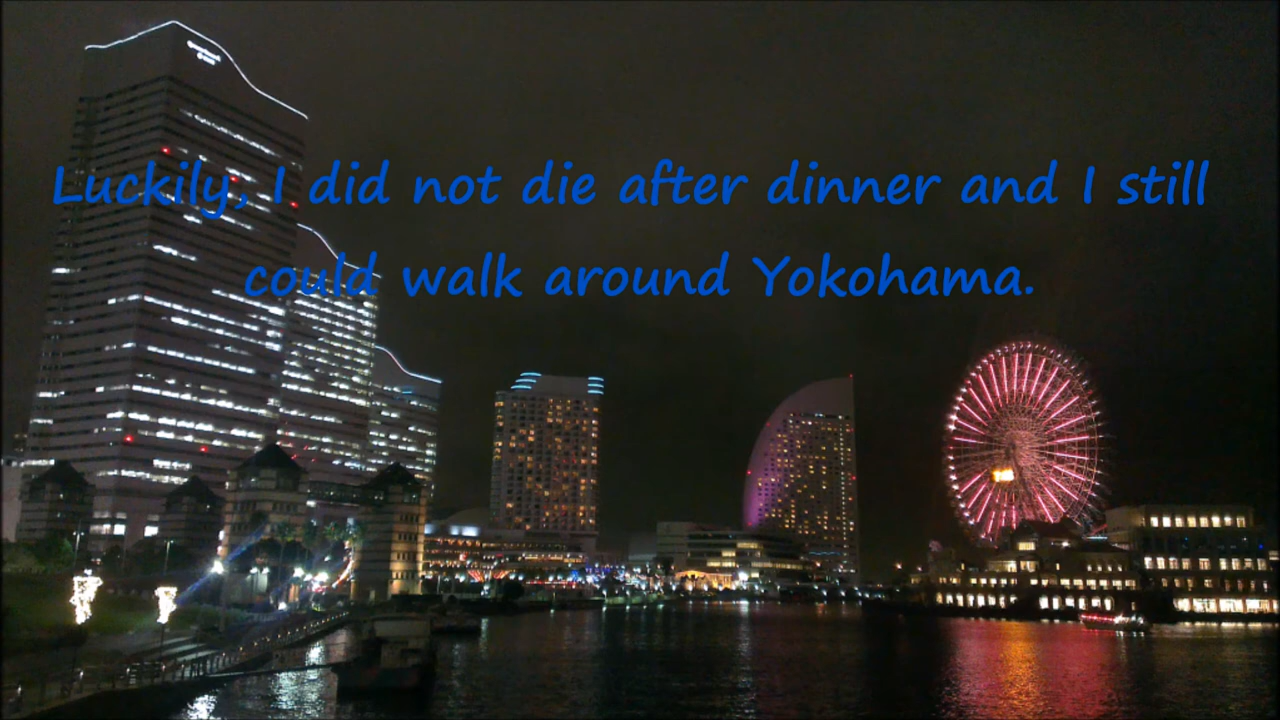 Luckily, I did not die after dinner and I still
could walk around Yokohama.